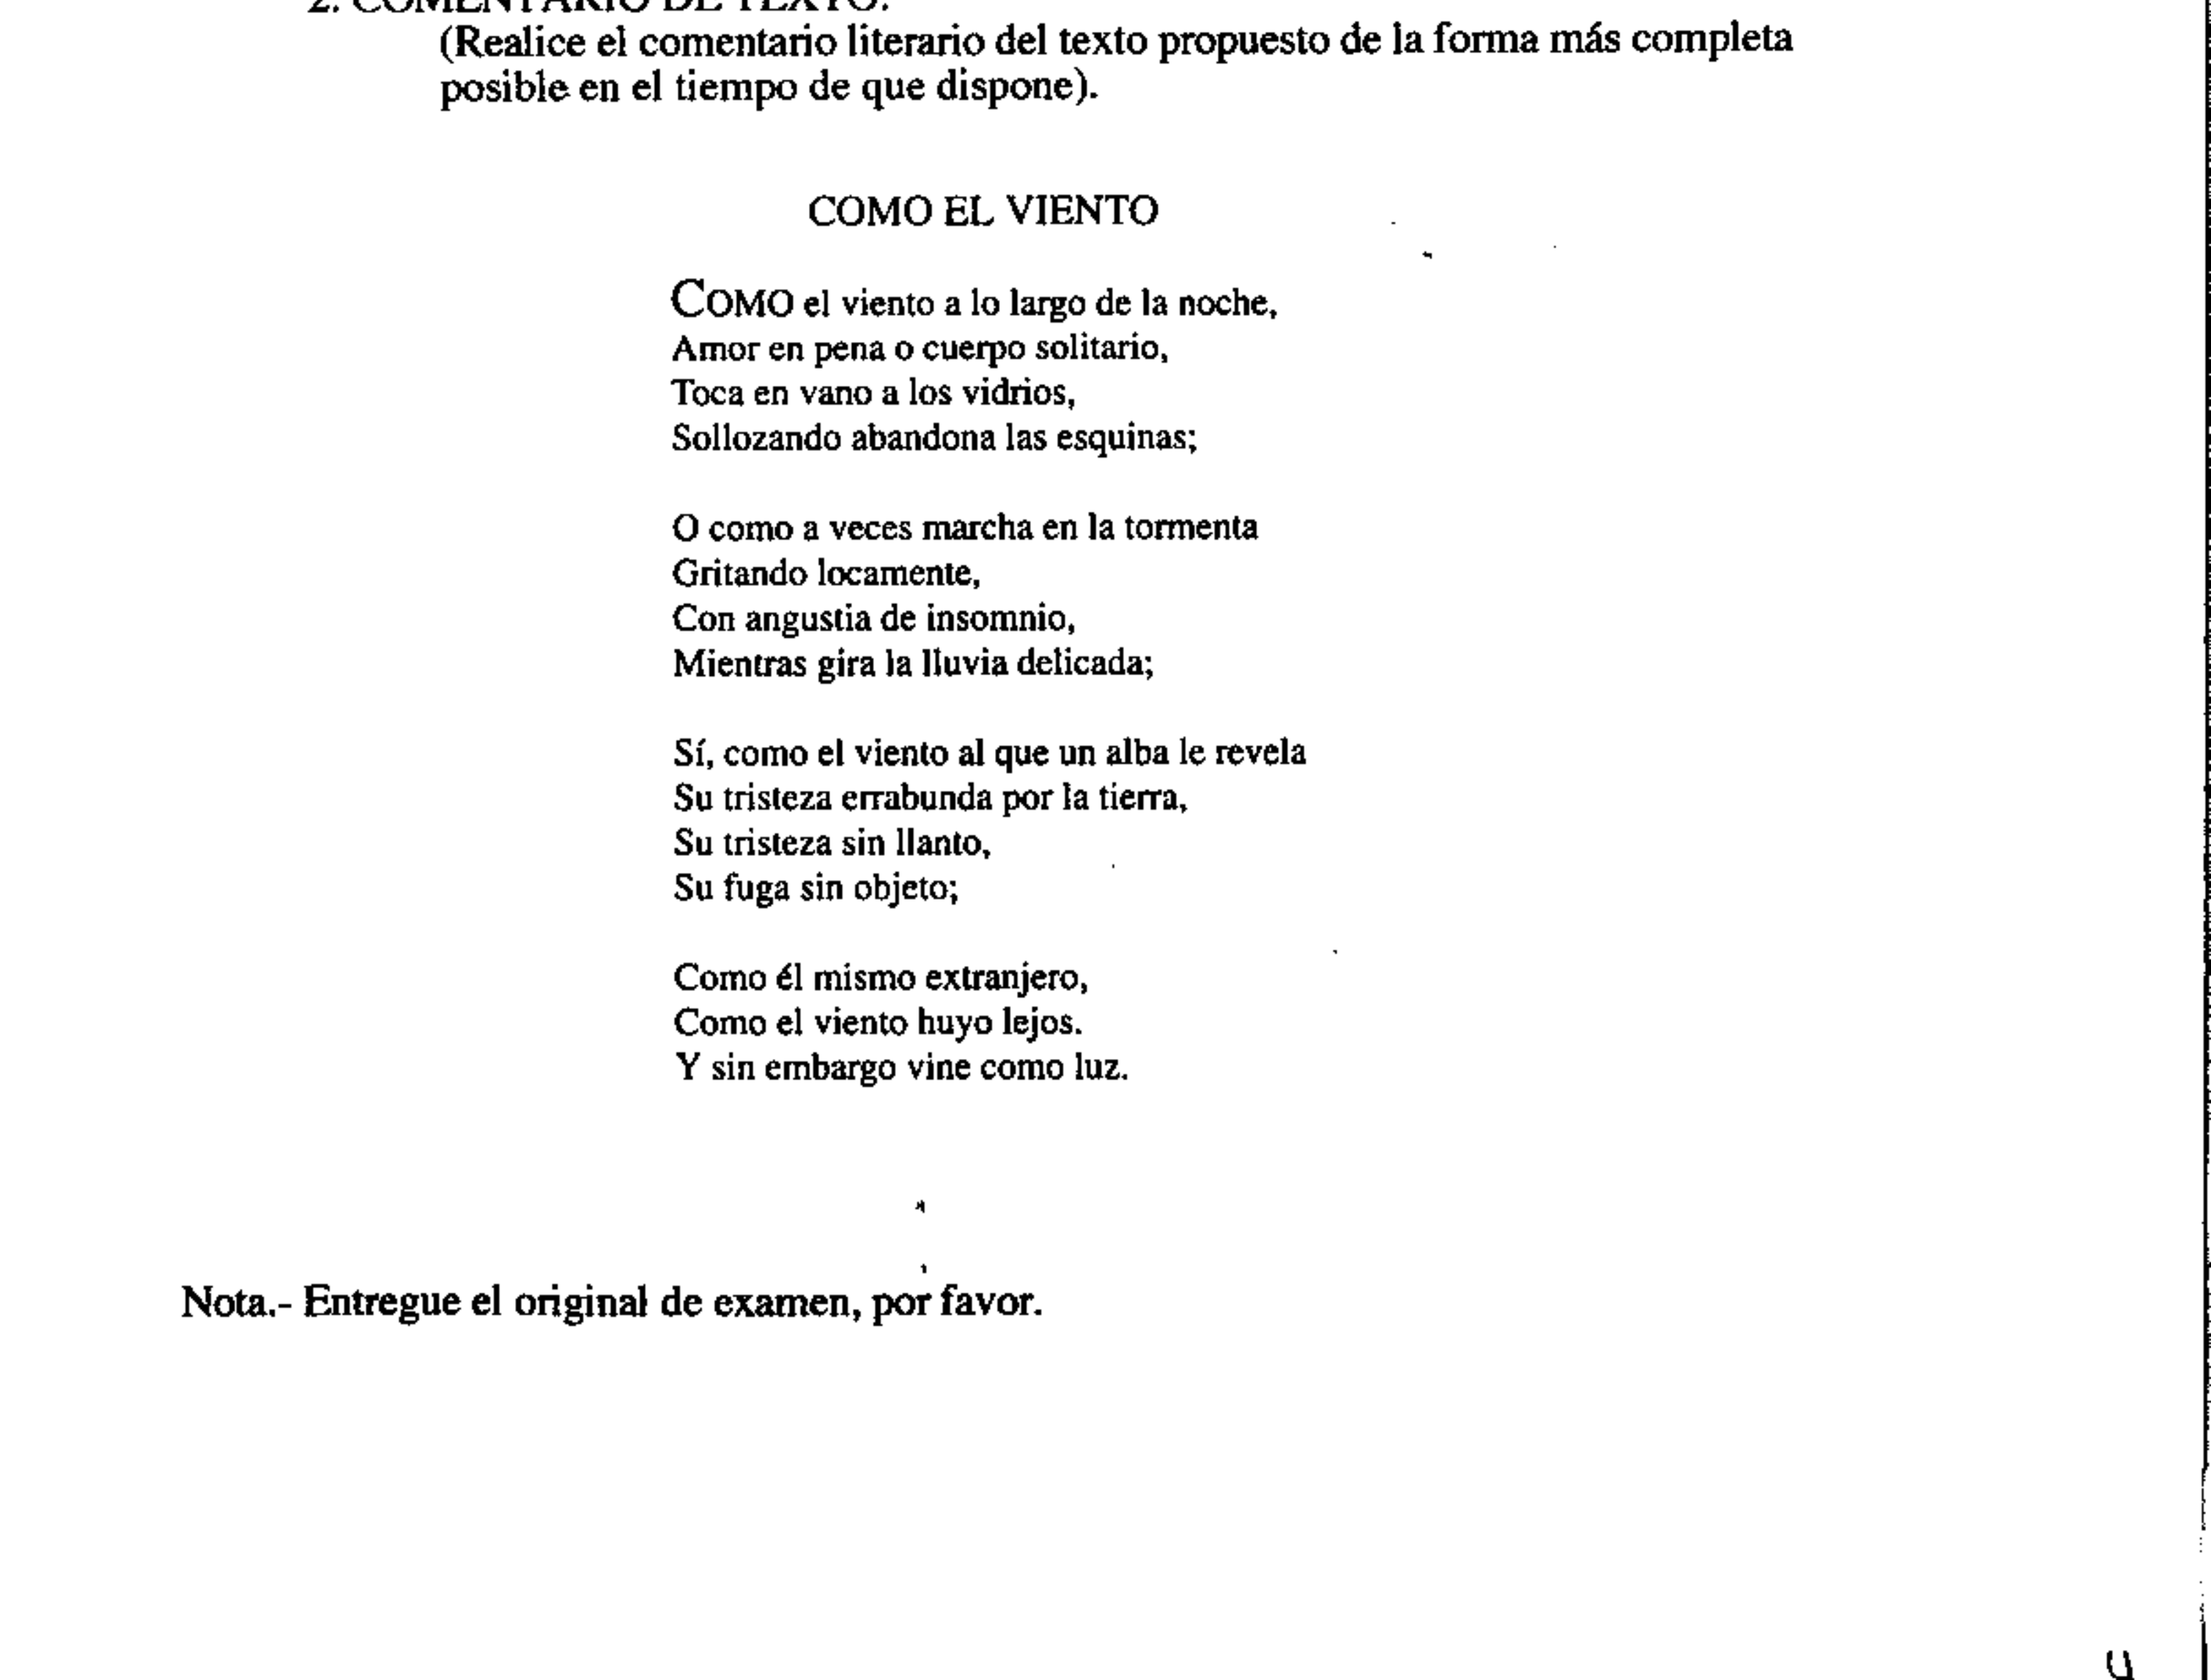 2. COMENTARIO DE TEXTO:
(Realice el comentario literario del texto propuesto de la forma más completa
posible en el tiempo de que dispone).
COMO EL VIENTO
COMO el viento a lo largo de la noche,
Amor en pena o cuerpo solitario,
Toca en vano a los vidrios,
Sollozando abandona las esquinas;
O como a veces marcha en la tormenta
Gritando locamente,
Con angustia de insomnio,
Mientras gira la lluvia delicada;
Sí, como el viento al que un alba le revela
Su tristeza errabunda por la tierra,
Su tristeza sin llanto,
Su fuga sin objeto;
Como él mismo extranjero,
Como el viento huyo lejos.
Y sin embargo vine como luz.
Nota.- Entregue el original de examen, por favor.